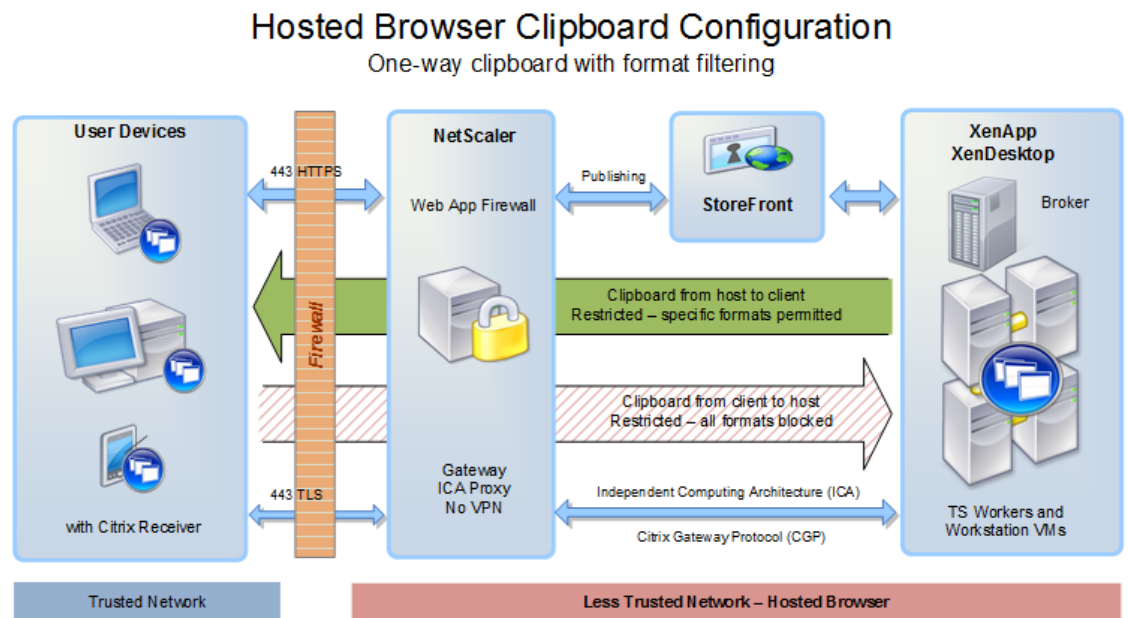 Hosted Browser Clipboard Configuration
One-way clipboard with format filtering
User Devices
with Citrix Receiver
443 HTTPS
443 TLS
Firewall
NetScaler
Web App Firewall
Gateway
ICA Proxy
No VPN
Publishing
StoreFront
Clipboard from host to client
Restricted – specific formats permitted
Clipboard from client to host
Restricted – all formats blocked
Independent Computing Architecture (ICA)
Citrix Gateway Protocol (CGP)
XenApp
XenDesktop
Broker
TS Workers and
Workstation VMs
Trusted Network
Less Trusted Network – Hosted Browser